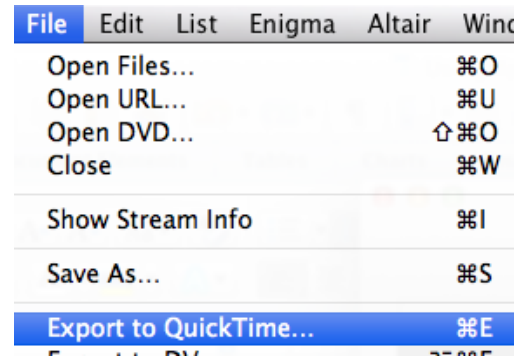 File Edit List Enigma Altair
Open Files... ⌘O
Open URL... ⌘U
Open DVD... ⇧⌘O
Close ⌘W
Show Stream Info ⌘I
Save As... ⌘S
Export to QuickTime... ⌘E